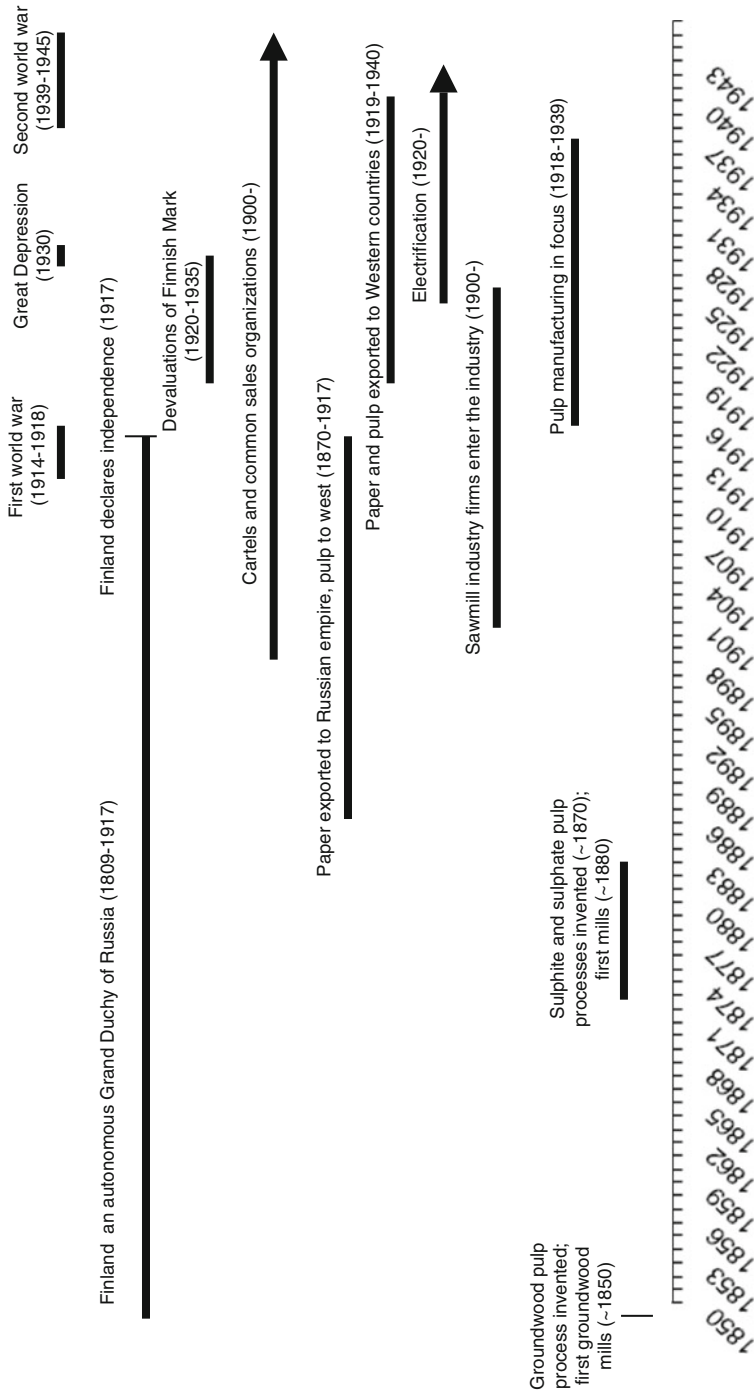 First world war
(1914-1918)
Great Depression
(1930)
Second world war
(1939-1945)
Finland an autonomous Grand Duchy of Russia (1809-1917)
Finland declares independence (1917)
Devaluations of Finnish Mark
(1920-1935)
Cartels and common sales organizations (1900-)
Paper exported to Russian empire, pulp to west (1870-1917)
Paper and pulp exported to Western countries (1919-1940)
Electrification (1920-)
Sawmill industry firms enter the industry (1900-)
Groundwood pulp
process invented;
first groundwood
mills (~1850)
Sulphite and sulphate pulp
processes invented (~1870);
first mills (~1880)
Pulp manufacturing in focus (1918-1939)
1850 1853 1856 1859 1862 1865 1868 1871 1874 1877 1880 1883 1886 1889 1892 1895 1898 1901 1904 1907 1910 1913 1916 1919 1922 1925 1928 1931 1934 1937 1940 1943